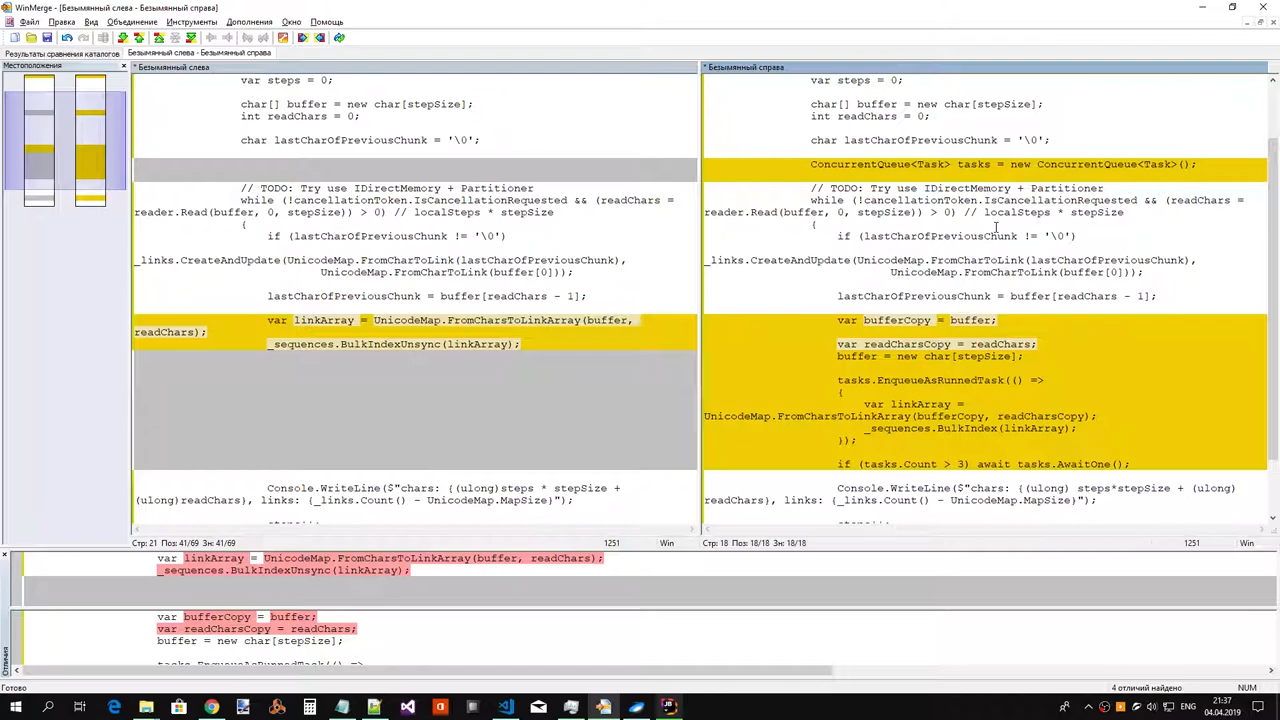 WinMerge - [Безымянный слева - Безымянный справа]
Файл Правка Вид Объединение Инструменты Плагины Окно Помощь
Результаты сравнения каталогов
Безымянный слева - Безымянный справа
Местоположения
* Безымянный слева
var steps = 0;
char[] buffer = new char[stepSize];
int readChars = 0;
char lastCharOfPreviousChunk = '\0';
// TODO: Try use IDirectMemory + Partitioner
while (!cancellationToken.IsCancellationRequested && (readChars =
reader.Read(buffer, 0, stepSize)) > 0) // localSteps * stepSize
{
if (lastCharOfPreviousChunk != '\0')
_links.CreateAndUpdate(UnicodeMap.FromCharToLink(lastCharOfPreviousChunk),
UnicodeMap.FromCharToLink(buffer[0]));
lastCharOfPreviousChunk = buffer[readChars - 1];
var linkArray = UnicodeMap.FromCharsToLinkArray(buffer,
readChars);
_sequences.BulkIndexUnsync(linkArray);
Console.WriteLine($"chars: {(ulong)steps * stepSize +
(ulong)readChars}, links: {_links.Count() - UnicodeMap.MapSize}");
steps++;
Стр: 21 Поз: 41/69 Зн: 41/69 1251 Win
* Безымянный справа
var steps = 0;
char[] buffer = new char[stepSize];
int readChars = 0;
char lastCharOfPreviousChunk = '\0';
ConcurrentQueue<Task> tasks = new ConcurrentQueue<Task>();
// TODO: Try use IDirectMemory + Partitioner
while (!cancellationToken.IsCancellationRequested && (readChars =
reader.Read(buffer, 0, stepSize)) > 0) // localSteps * stepSize
{
if (lastCharOfPreviousChunk != '\0')
_links.CreateAndUpdate(UnicodeMap.FromCharToLink(lastCharOfPreviousChunk),
UnicodeMap.FromCharToLink(buffer[0]));
lastCharOfPreviousChunk = buffer[readChars - 1];
var bufferCopy = buffer;
var readCharsCopy = readChars;
buffer = new char[stepSize];
tasks.EnqueueAsRunnedTask(() =>
{
var linkArray =
UnicodeMap.FromCharsToLinkArray(bufferCopy, readCharsCopy);
_sequences.BulkIndex(linkArray);
});
if (tasks.Count > 3) await tasks.AwaitOne();
Console.WriteLine($"chars: {(ulong) steps*stepSize + (ulong)
readChars}, links: {_links.Count() - UnicodeMap.MapSize}");
steps++;
Стр: 18 Поз: 18/18 Зн: 18/18 1251 Win
var linkArray = UnicodeMap.FromCharsToLinkArray(buffer, readChars);
_sequences.BulkIndexUnsync(linkArray);
var bufferCopy = buffer;
var readCharsCopy = readChars;
buffer = new char[stepSize];
tasks.EnqueueAsRunnedTask(() =>
Отличия
Готово
4 отличий найдено
NUM
21:37
04.04.2019